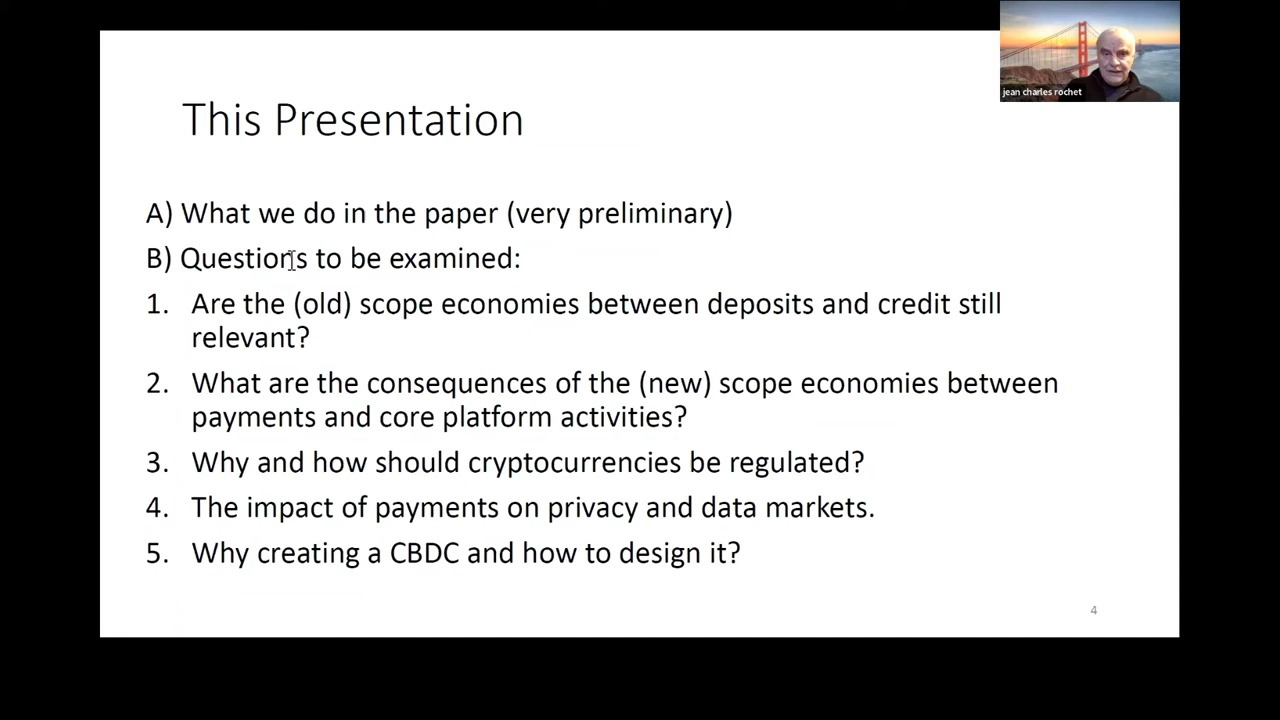 jean charles rochet
This Presentation
A) What we do in the paper (very preliminary)
B) Questions to be examined:
1. Are the (old) scope economies between deposits and credit still
relevant?
2. What are the consequences of the (new) scope economies between
payments and core platform activities?
3. Why and how should cryptocurrencies be regulated?
4. The impact of payments on privacy and data markets.
5. Why creating a CBDC and how to design it?
4